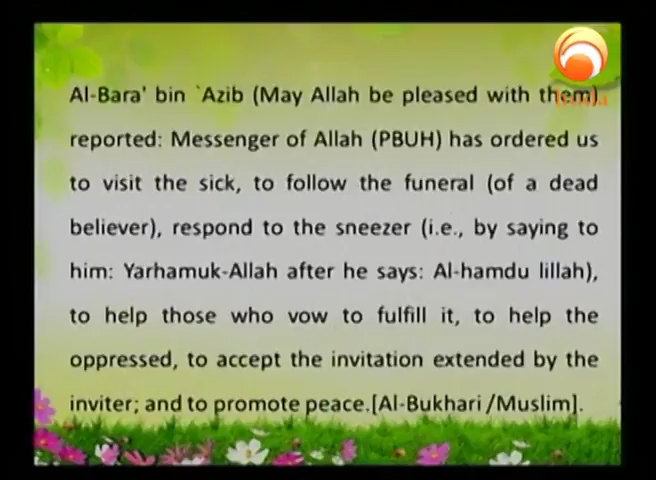 Al-Bara' bin `Azib (May Allah be pleased with them)
reported: Messenger of Allah (PBUH) has ordered us
to visit the sick, to follow the funeral (of a dead
believer), respond to the sneezer (i.e., by saying to
him: Yarhamuk-Allah after he says: Al-hamdu lillah),
to help those who vow to fulfill it, to help the
oppressed, to accept the invitation extended by the
inviter; and to promote peace.[Al-Bukhari /Muslim].